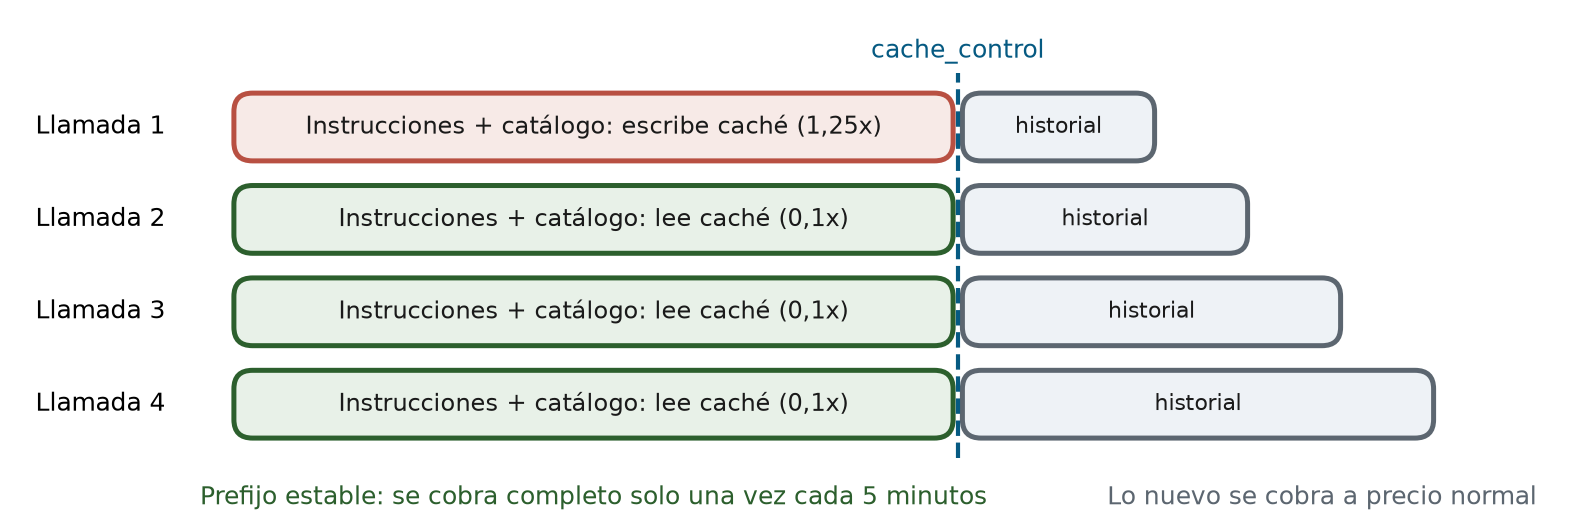 cache_control
Llamada 1
Instrucciones + catálogo: escribe caché (1,25x)
historial
Llamada 2
Instrucciones + catálogo: lee caché (0,1x)
historial
Llamada 3
Instrucciones + catálogo: lee caché (0,1x)
historial
Llamada 4
Instrucciones + catálogo: lee caché (0,1x)
historial
Prefijo estable: se cobra completo solo una vez cada 5 minutos
Lo nuevo se cobra a precio normal